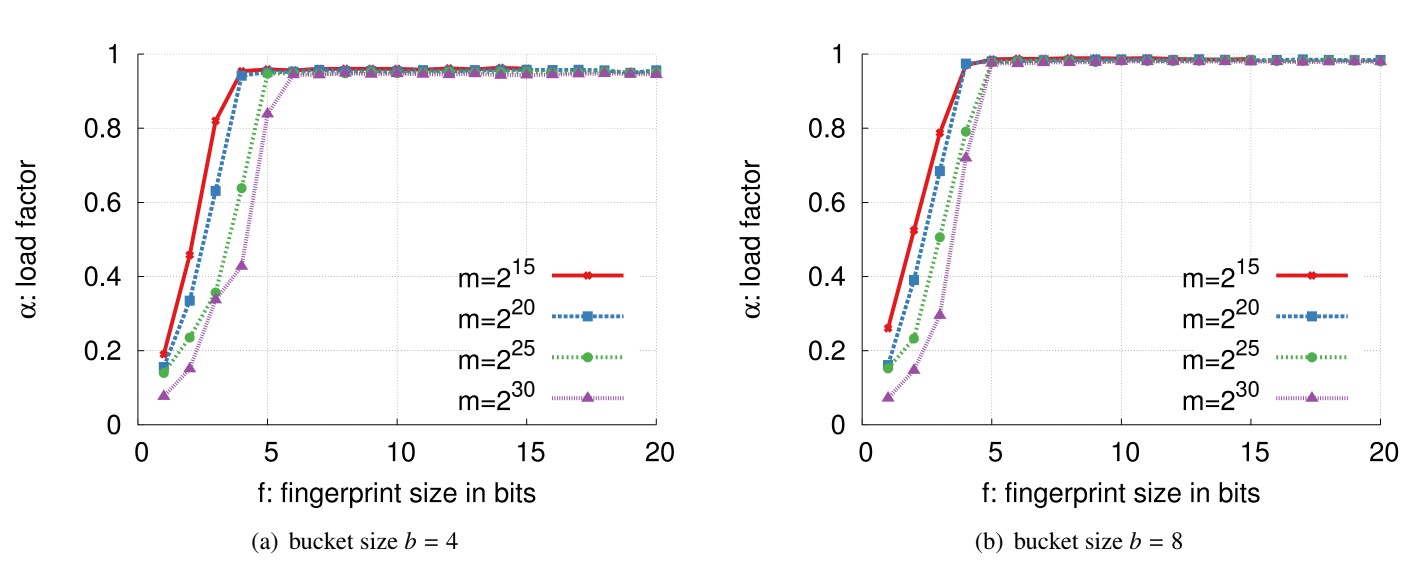 1
0.8
0.6
0.4
0.2
0
α: load factor
m=2^15
m=2^20
m=2^25
m=2^30
0 5 10 15 20
f: fingerprint size in bits
(a) bucket size b = 4
1
0.8
0.6
0.4
0.2
0
α: load factor
m=2^15
m=2^20
m=2^25
m=2^30
0 5 10 15 20
f: fingerprint size in bits
(b) bucket size b = 8